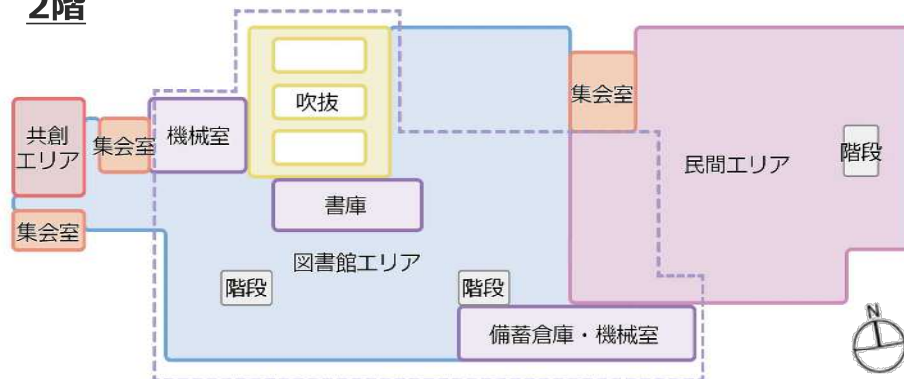 2階
共創
エリア
集会室
機械室
吹抜
集会室
民間エリア
階段
集会室
書庫
図書館エリア
階段
階段
備蓄倉庫・機械室
N